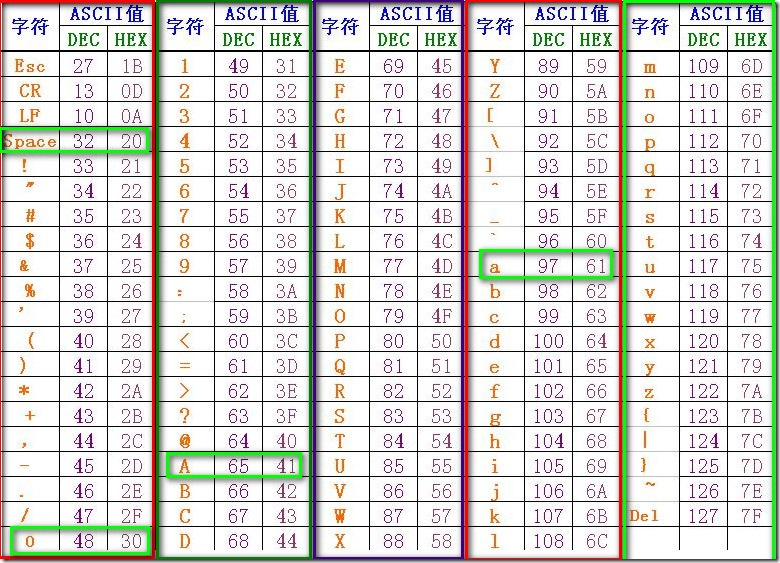 字符 ASCII值
DEC HEX
Esc 27 1B
CR 13 0D
LF 10 0A
Space 32 20
! 33 21
" 34 22
# 35 23
$ 36 24
& 37 25
% 38 26
' 39 27
( 40 28
) 41 29
* 42 2A
+ 43 2B
, 44 2C
- 45 2D
. 46 2E
/ 47 2F
0 48 30
字符 ASCII值
DEC HEX
1 49 31
2 50 32
3 51 33
4 52 34
5 53 35
6 54 36
7 55 37
8 56 38
9 57 39
: 58 3A
; 59 3B
< 60 3C
= 61 3D
> 62 3E
? 63 3F
@ 64 40
A 65 41
B 66 42
C 67 43
D 68 44
字符 ASCII值
DEC HEX
E 69 45
F 70 46
G 71 47
H 72 48
I 73 49
J 74 4A
K 75 4B
L 76 4C
M 77 4D
N 78 4E
O 79 4F
P 80 50
Q 81 51
R 82 52
S 83 53
T 84 54
U 85 55
V 86 56
W 87 57
X 88 58
字符 ASCII值
DEC HEX
Y 89 59
Z 90 5A
[ 91 5B
\ 92 5C
] 93 5D
^ 94 5E
_ 95 5F
` 96 60
a 97 61
b 98 62
c 99 63
d 100 64
e 101 65
f 102 66
g 103 67
h 104 68
i 105 69
j 106 6A
k 107 6B
l 108 6C
字符 ASCII值
DEC HEX
m 109 6D
n 110 6E
o 111 6F
p 112 70
q 113 71
r 114 72
s 115 73
t 116 74
u 117 75
v 118 76
w 119 77
x 120 78
y 121 79
z 122 7A
{ 123 7B
| 124 7C
} 125 7D
~ 126 7E
Del 127 7F